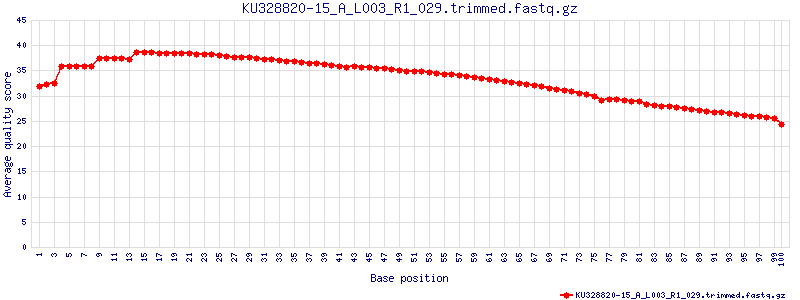 KU328820-15_A_L003_R1_029.trimmed.fastq.gz
45
40
35
30
25
20
15
10
5
0
Average quality score
1 3 5 7 9 11 13 15 17 19 21 23 25 27 29 31 33 35 37 39 41 43 45 47 49 51 53 55 57 59 61 63 65 67 69 71 73 75 77 79 81 83 85 87 89 91 93 95 97 99 100
Base position
KU328820-15_A_L003_R1_029.trimmed.fastq.gz